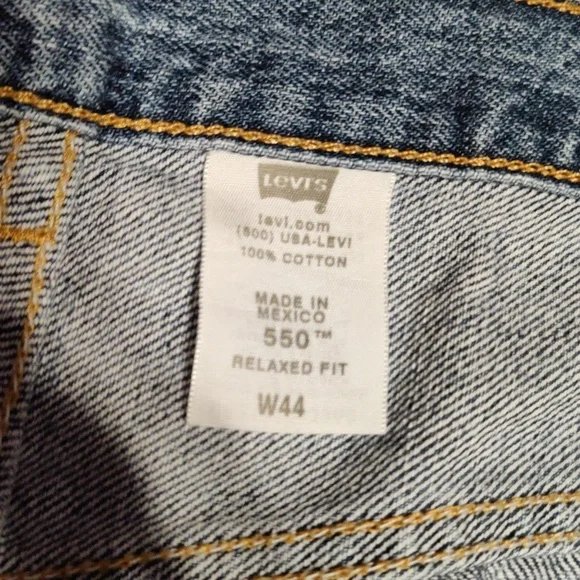 Levi's
levi.com
(800) USA-LEVI
100% COTTON
MADE IN
MEXICO
550™
RELAXED FIT
W44